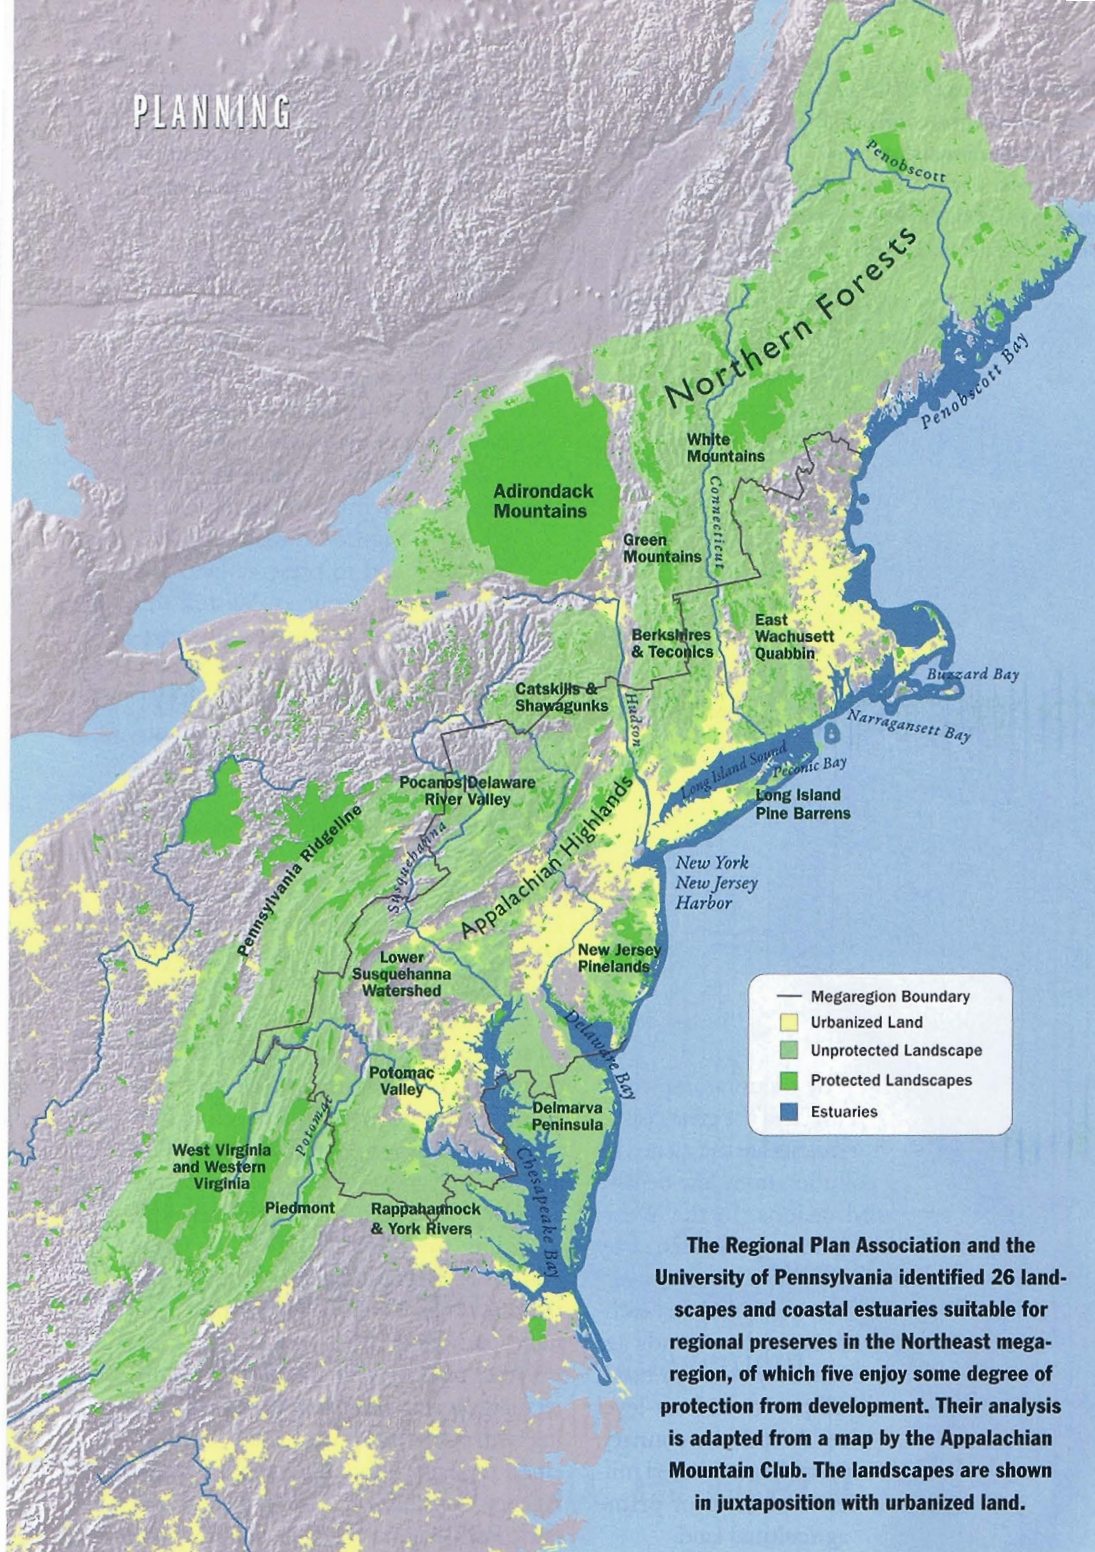 PLANNING
Penobscott
Northern Forests
Penobscott Bay
White
Mountains
Adirondack
Mountains
Connecticut
Green
Mountains
East
Wachusett
Quabbin
Berkshires
& Teconics
Buzzard Bay
Catskills &
Shawagunks
Hudson
Narragansett Bay
Long Island Sound
Peconic Bay
Pocanos Delaware
River Valley
Long Island
Pine Barrens
Pennsylvania Ridgeline
Susquehanna
Appalachian Highlands
New York
New Jersey
Harbor
New Jersey
Pinelands
Lower
Susquehanna
Watershed
Delaware Bay
Megaregion Boundary
Urbanized Land
Unprotected Landscape
Protected Landscapes
Estuaries
Potomac
Valley
Delmarva
Peninsula
Potomac
West Virginia
and Western
Virginia
Chesapeake Bay
Piedmont
Rappahannock
& York Rivers
The Regional Plan Association and the
University of Pennsylvania identified 26 land-
scapes and coastal estuaries suitable for
regional preserves in the Northeast mega-
region, of which five enjoy some degree of
protection from development. Their analysis
is adapted from a map by the Appalachian
Mountain Club. The landscapes are shown
in juxtaposition with urbanized land.